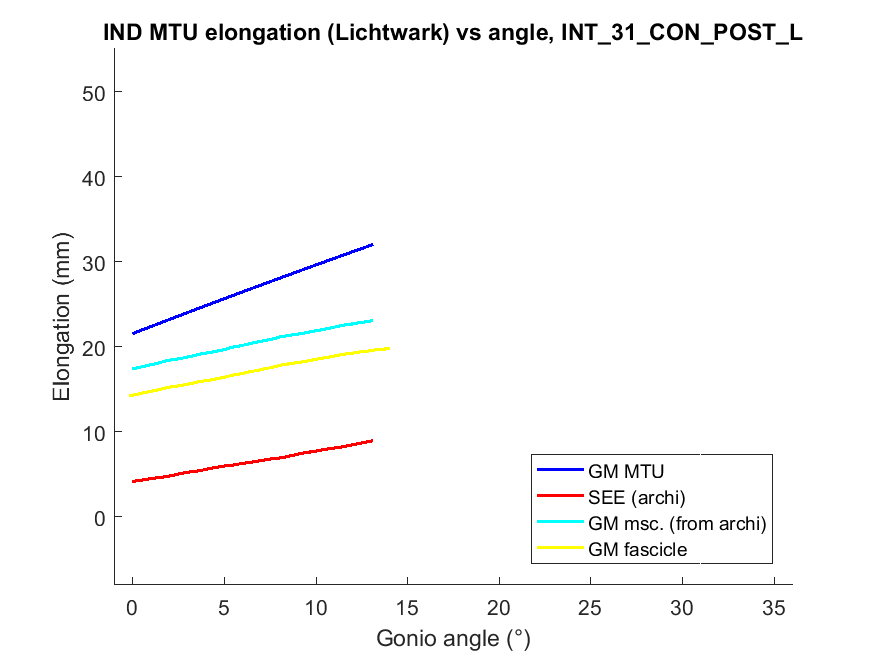 IND MTU elongation (Lichtwark) vs angle, INT_31_CON_POST_L
50
40
30
20
10
0
Elongation (mm)
0 5 10 15 20 25 30 35
Gonio angle (°)
GM MTU
SEE (archi)
GM msc. (from archi)
GM fascicle